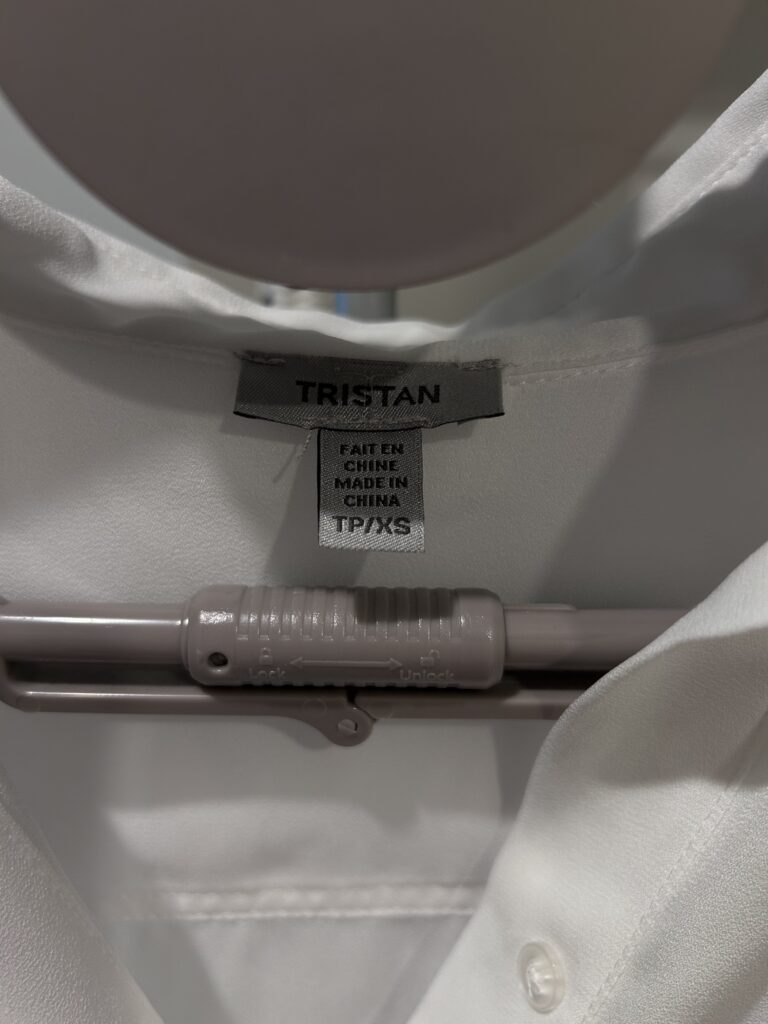 TRISTAN
FAIT EN
CHINE
MADE IN
CHINA
TP/XS
Lock
Unlock